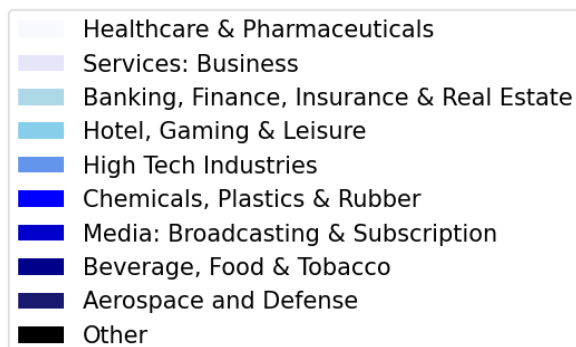 Healthcare & Pharmaceuticals
Services: Business
Banking, Finance, Insurance & Real Estate
Hotel, Gaming & Leisure
High Tech Industries
Chemicals, Plastics & Rubber
Media: Broadcasting & Subscription
Beverage, Food & Tobacco
Aerospace and Defense
Other